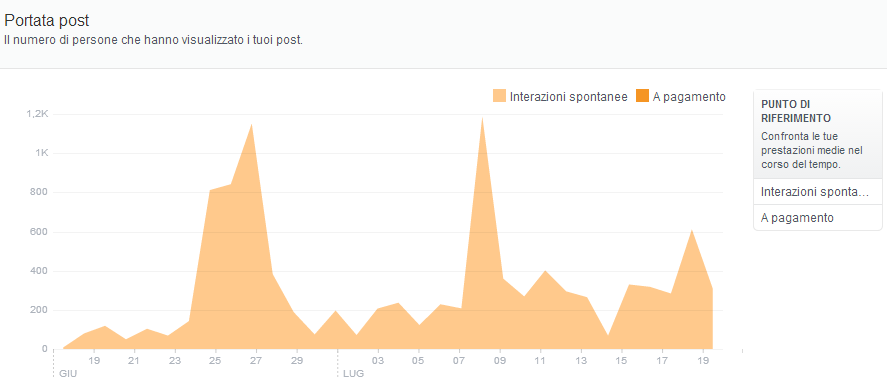 Portata post
Il numero di persone che hanno visualizzato i tuoi post.
Interazioni spontanee A pagamento
PUNTO DI
RIFERIMENTO
Confronta le tue
prestazioni medie nel
corso del tempo.
Interazioni sponta...
A pagamento
1,2K
1K
800
600
400
200
0
19 21 23 25 27 29 03 05 07 09 11 13 15 17 19
GIU LUG